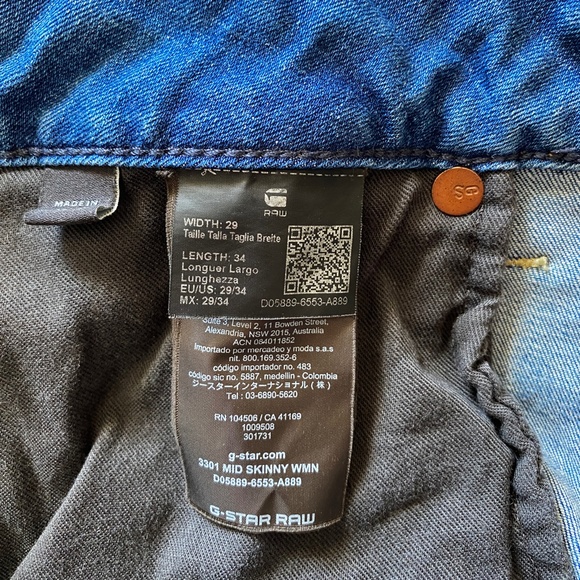 MADE IN
RAW
WIDTH: 29
Taille Talla Taglia Breite
LENGTH: 34
Longuer Largo
Lunghezza
EU/US: 29/34
MX: 29/34
D05889-6553-A889
Suite 3, Level 2, 11 Bowden Street,
Alexandria, NSW 2015, Australia
ACN 084011852
Importado por mercadeo y moda s.a.s
nit. 800.169.352-6
código importador no. 483
código sic no. 5887, medellin - Colombia
ジースターインターナショナル(株)
Tel : 03-6890-5620
RN 104506 / CA 41169
1009508
301731
g-star.com
3301 MID SKINNY WMN
D05889-6553-A889
G-STAR RAW